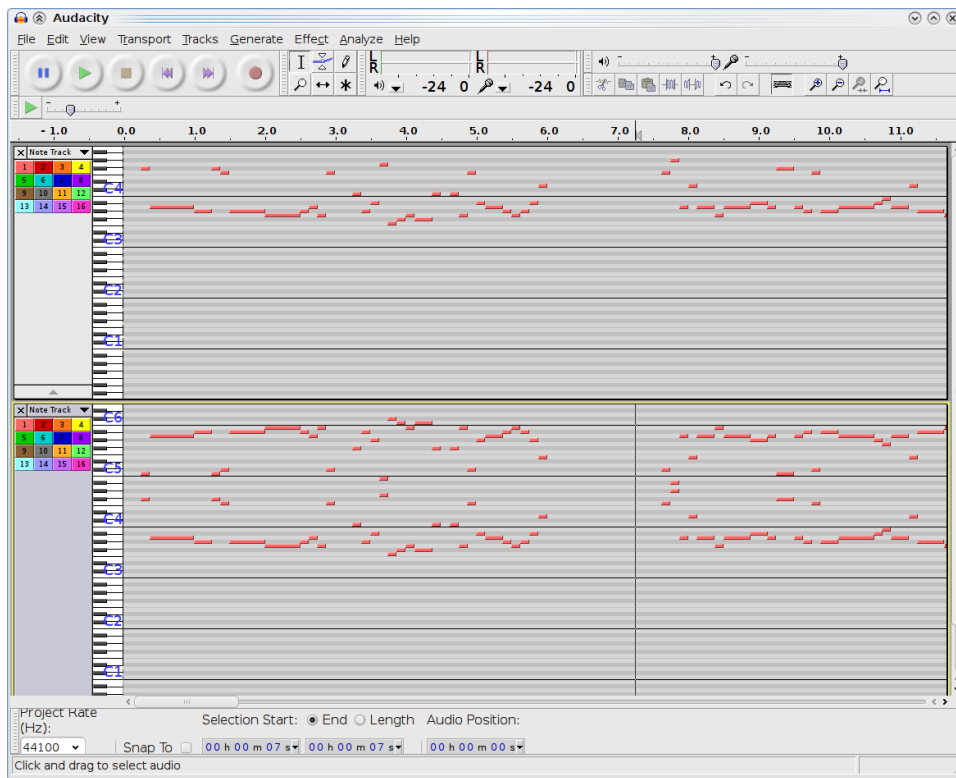 Audacity
File Edit View Transport Tracks Generate Effect Analyze Help
L
R
-24 0
L
R
-24 0
- 1.0 0.0 1.0 2.0 3.0 4.0 5.0 6.0 7.0 8.0 9.0 10.0 11.0
Note Track
1 2 3 4
5 6 7 8
9 10 11 12
13 14 15 16
C4
C3
C2
C1
Note Track
1 2 3 4
5 6 7 8
9 10 11 12
13 14 15 16
C6
C5
C4
C3
C2
C1
Project Rate
(Hz):
44100
Snap To
Selection Start: End Length Audio Position:
00 h 00 m 07 s 00 h 00 m 07 s 00 h 00 m 00 s
Click and drag to select audio